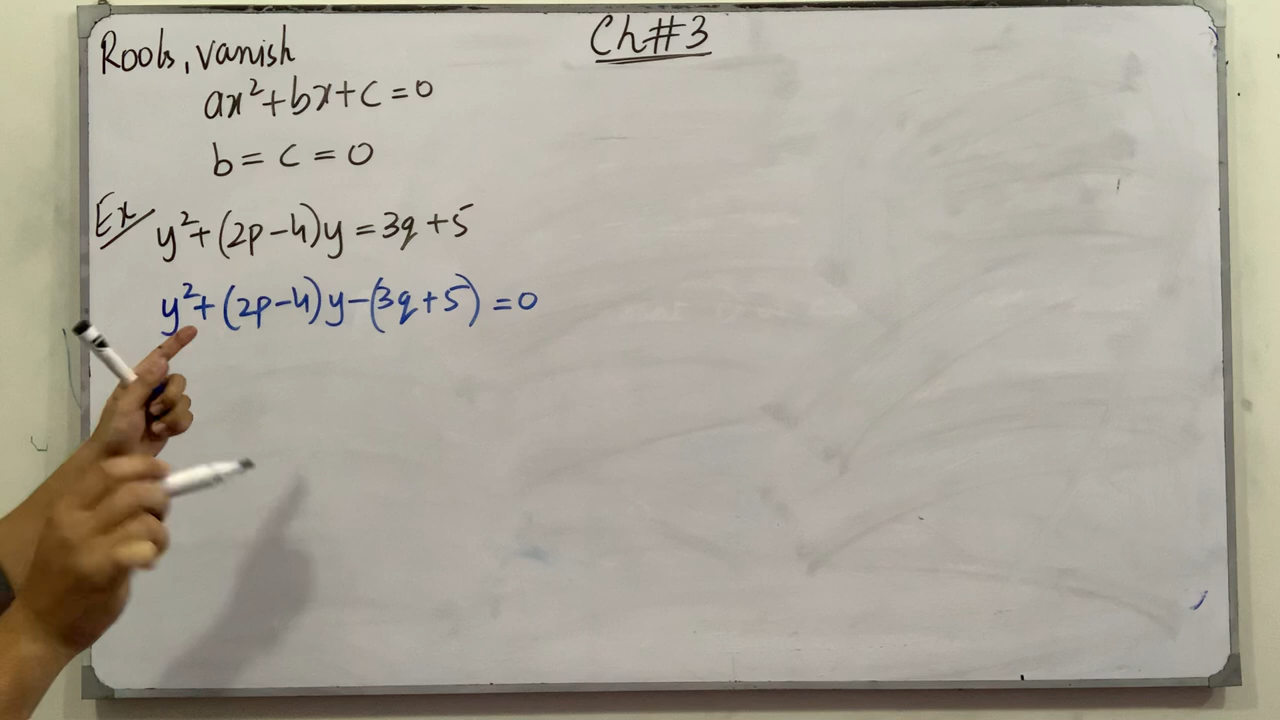 Ch#3
Roots, vanish
ax²+bx+c=0
b=c=0
Ex
y²+(2p-4)y=3q+5
y²+(2p-4)y-(3q+5)=0